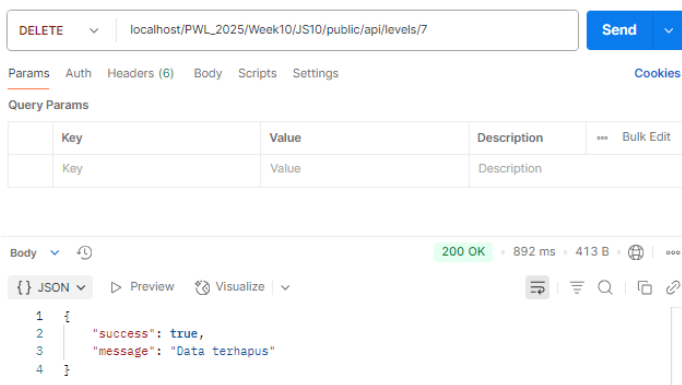 DELETE localhost/PWL_2025/Week10/JS10/public/api/levels/7 Send
Params Auth Headers (6) Body Scripts Settings Cookies
Query Params
Key Value Description Bulk Edit
Key Value Description
Body 200 OK 892 ms 413 B
{} JSON Preview Visualize
1 {
2 "success": true,
3 "message": "Data terhapus"
4 }